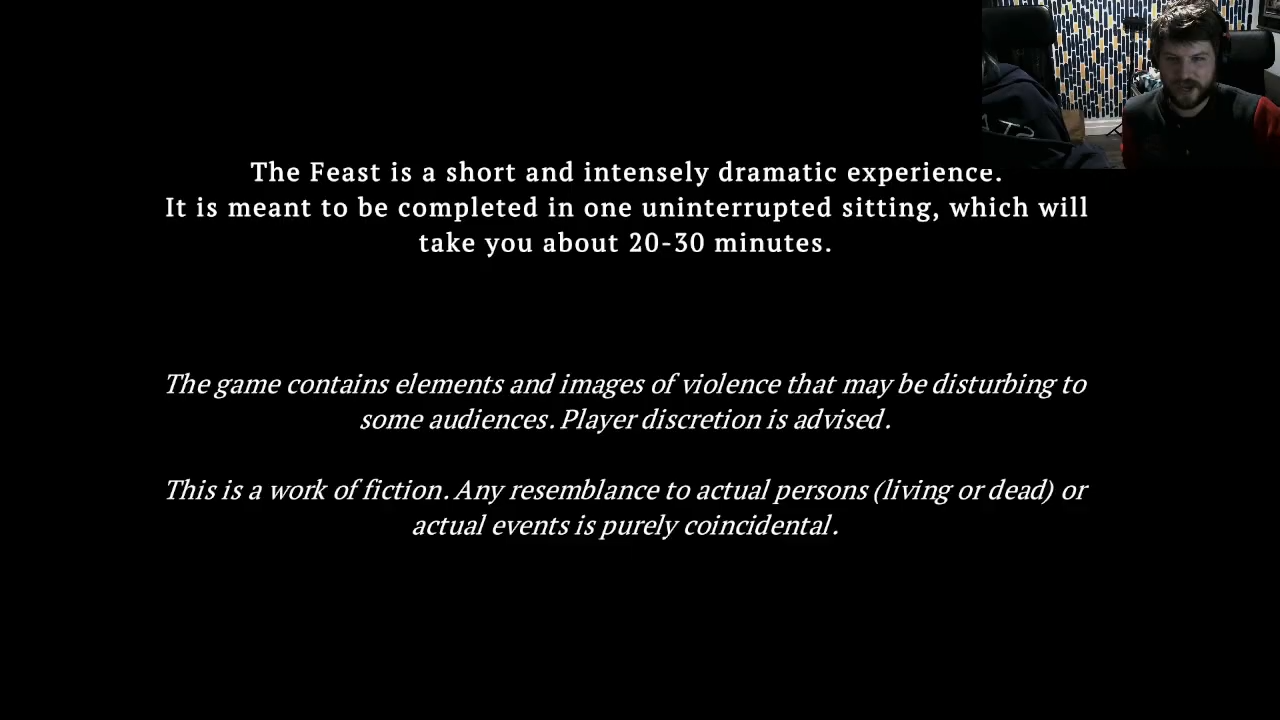 The Feast is a short and intensely dramatic experience.
It is meant to be completed in one uninterrupted sitting, which will
take you about 20-30 minutes.
The game contains elements and images of violence that may be disturbing to
some audiences. Player discretion is advised.
This is a work of fiction. Any resemblance to actual persons (living or dead) or
actual events is purely coincidental.